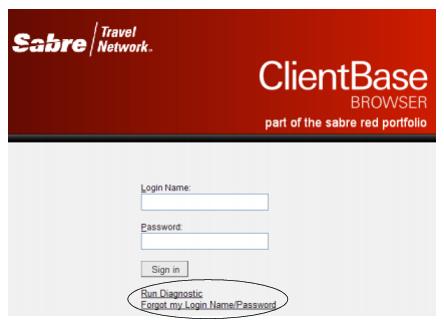 Sabre Travel Network.
ClientBase
BROWSER
part of the sabre red portfolio
Login Name:
Password:
Sign in
Run Diagnostic
Forgot my Login Name/Password